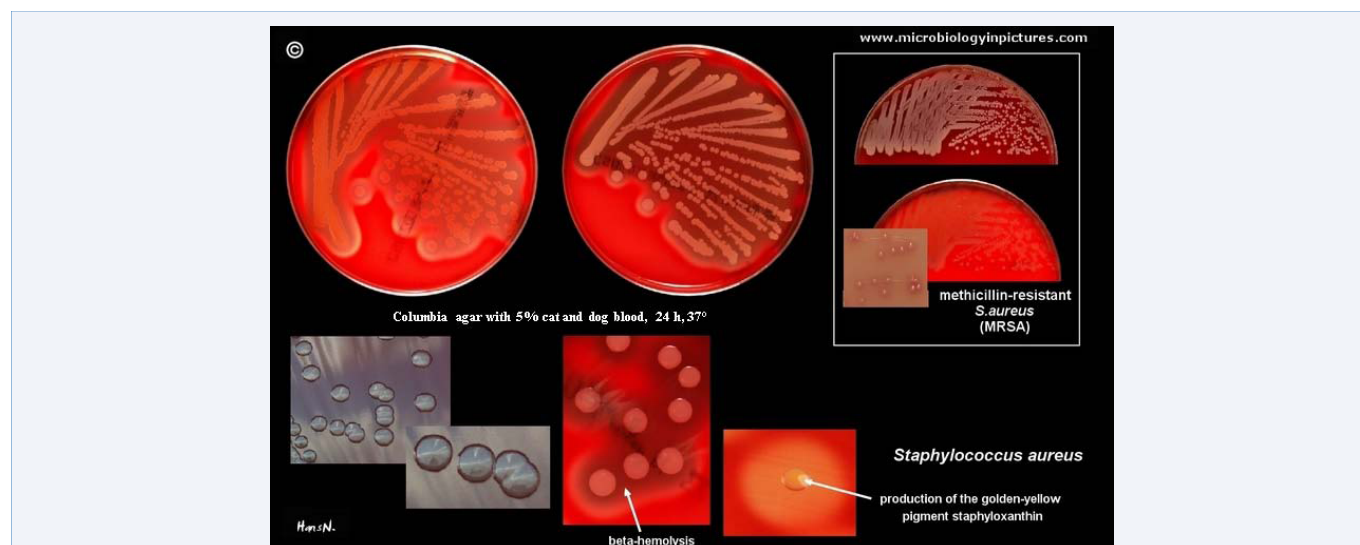 ©
www.microbiologyinpictures.com
methicillin-resistant
S.aureus
(MRSA)
Columbia agar with 5% cat and dog blood, 24 h, 37°
Staphylococcus aureus
production of the golden-yellow
pigment staphyloxanthin
HansN.
beta-hemolysis